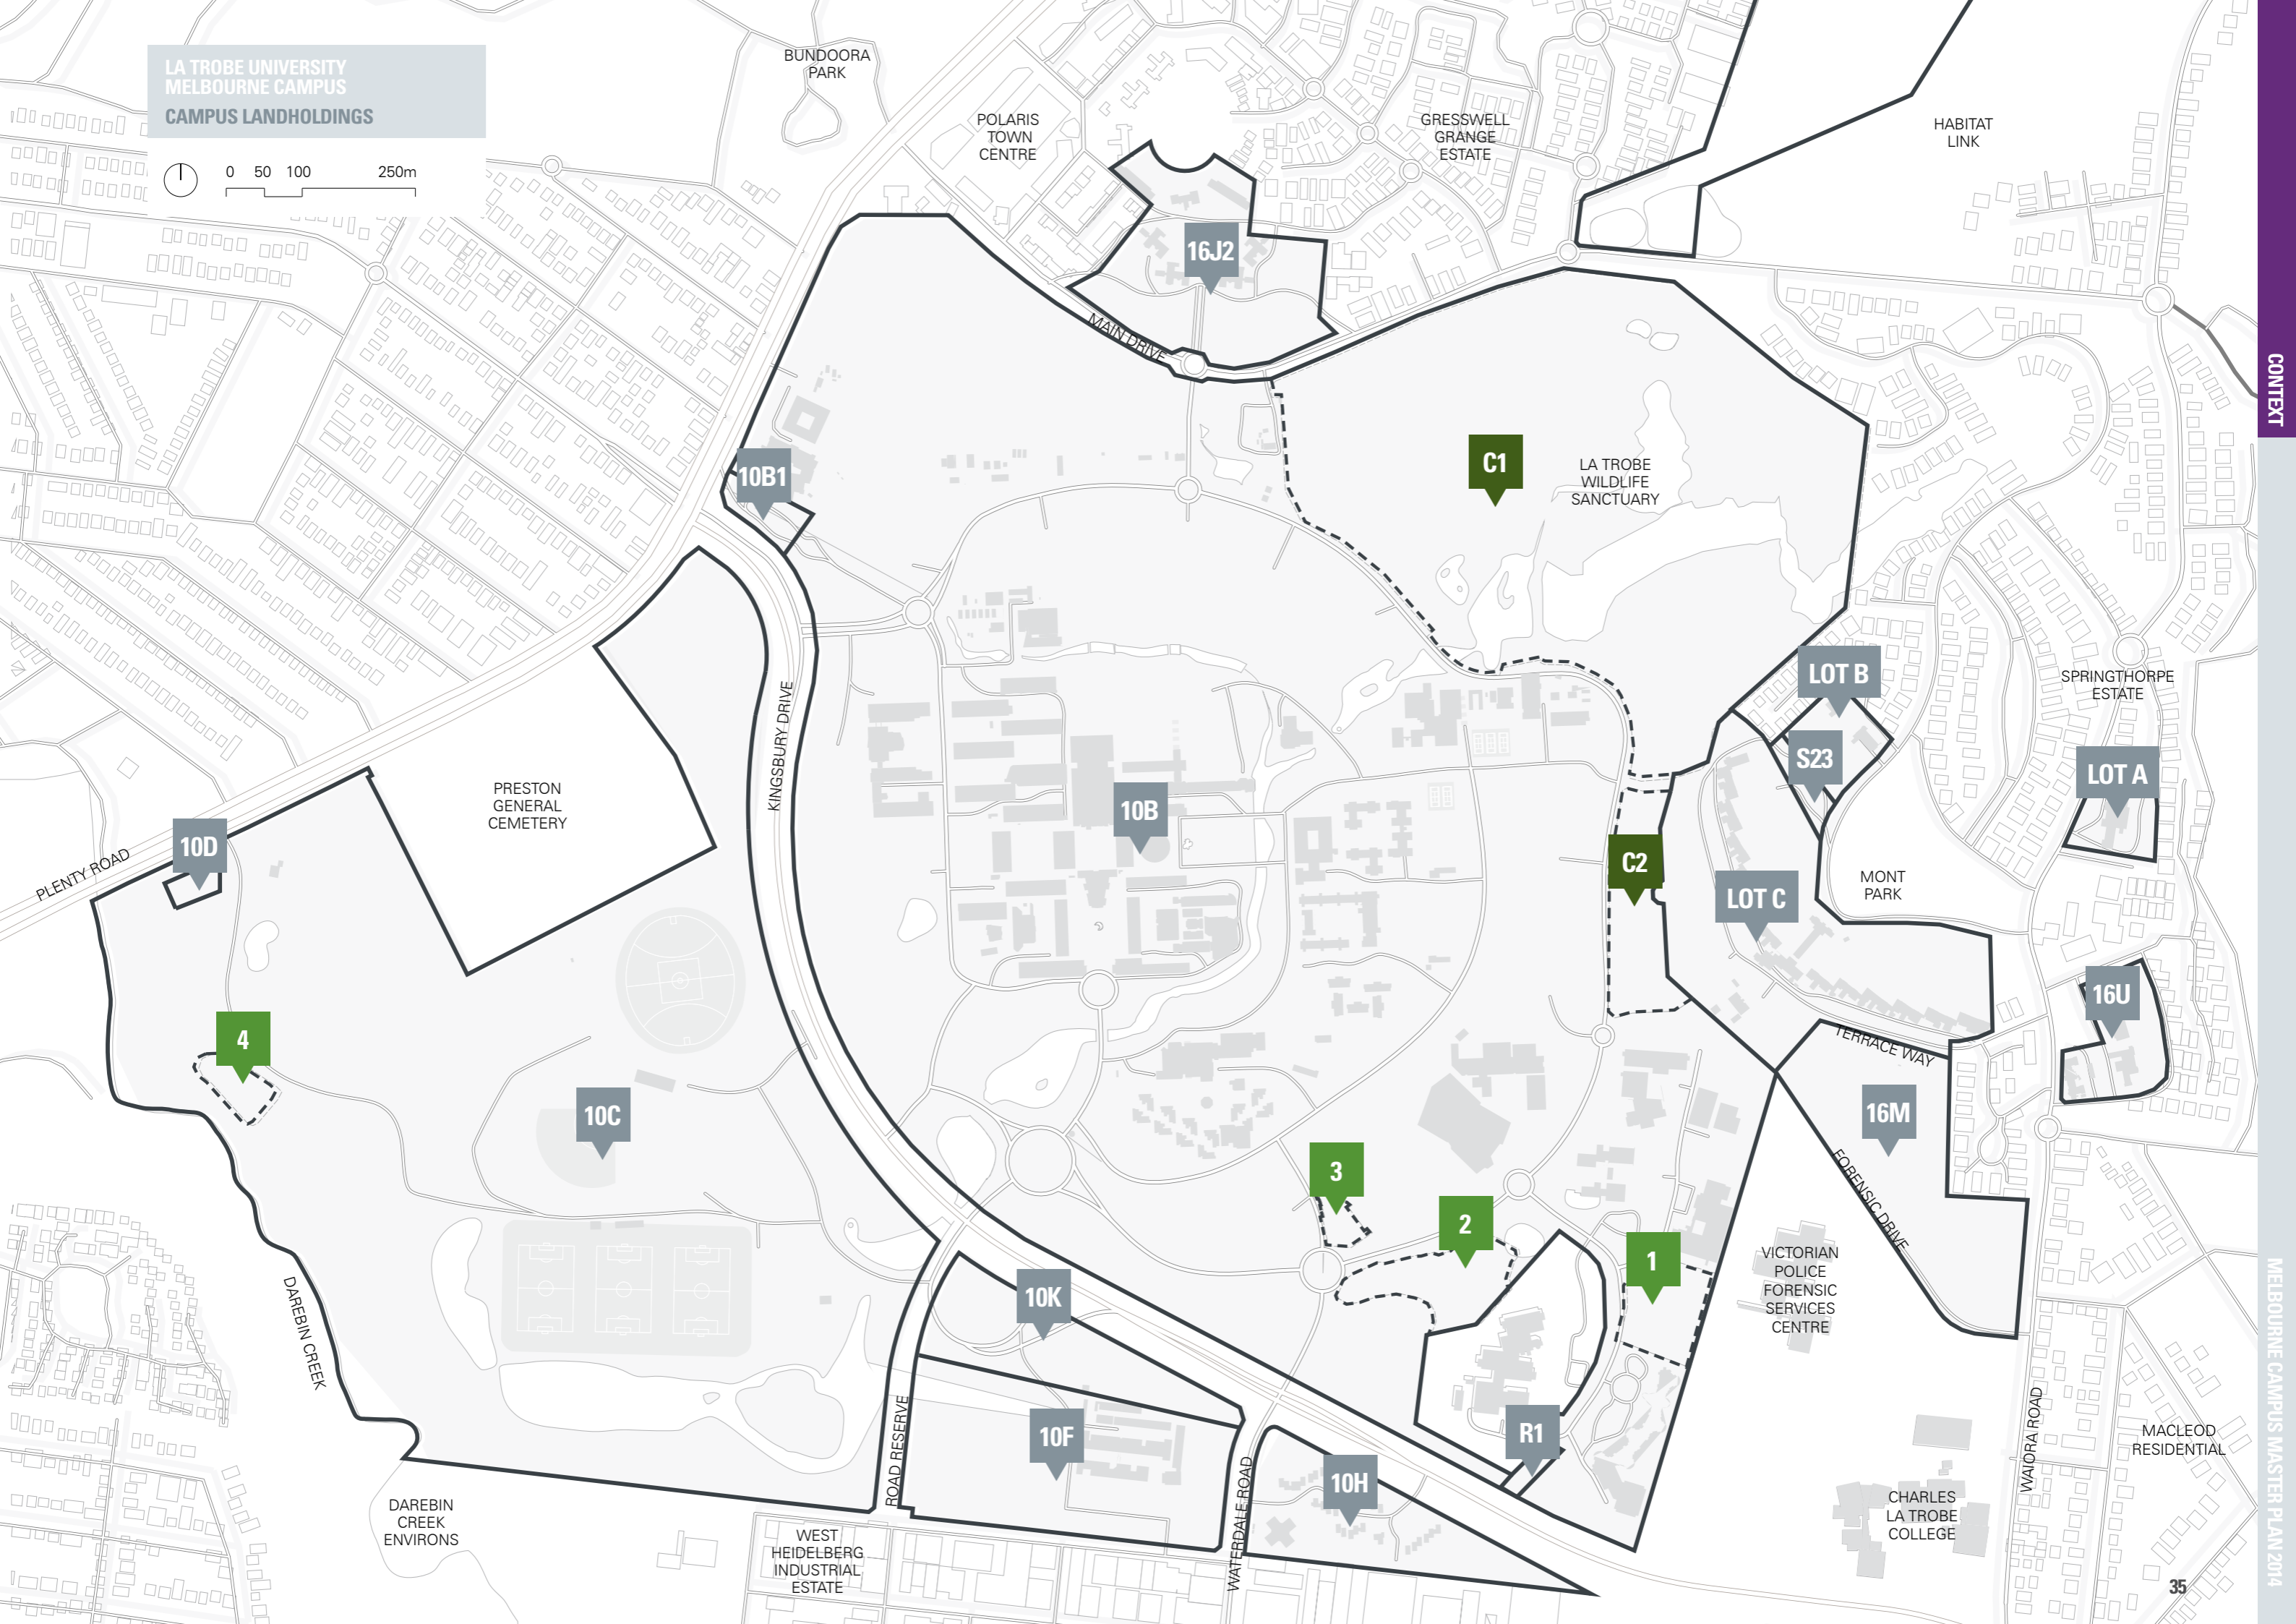 LA TROBE UNIVERSITY
MELBOURNE CAMPUS
CAMPUS LANDHOLDINGS
0 50 100 250m
BUNDOORA
PARK
POLARIS
TOWN
CENTRE
GRESSWELL
GRANGE
ESTATE
HABITAT
LINK
16J2
MAIN DRIVE
10B1
C1
LA TROBE
WILDLIFE
SANCTUARY
CONTEXT
KINGSBURY DRIVE
LOT B
SPRINGTHORPE
ESTATE
S23
LOT A
PRESTON
GENERAL
CEMETERY
10B
10D
PLENTY ROAD
C2
LOT C
MONT
PARK
16U
TERRACE WAY
4
10C
16M
FORENSIC DRIVE
3
2
1
VICTORIAN
POLICE
FORENSIC
SERVICES
CENTRE
DAREBIN CREEK
10K
ROAD RESERVE
10F
R1
10H
WATERDALE ROAD
WAIORA ROAD
MACLEOD
RESIDENTIAL
CHARLES
LA TROBE
COLLEGE
DAREBIN
CREEK
ENVIRONS
WEST
HEIDELBERG
INDUSTRIAL
ESTATE
MELBOURNE CAMPUS MASTER PLAN 2014
35